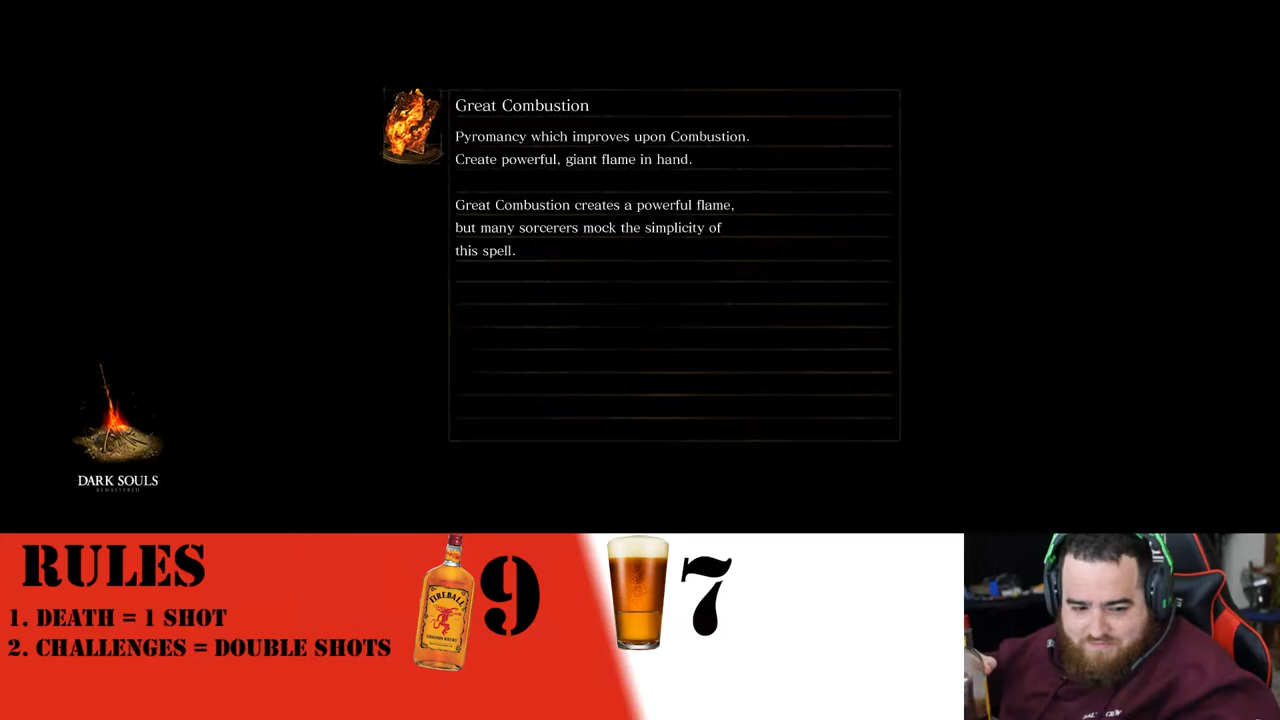 Great Combustion
Pyromancy which improves upon Combustion.
Create powerful, giant flame in hand.
Great Combustion creates a powerful flame,
but many sorcerers mock the simplicity of
this spell.
DARK SOULS
REMASTERED
RULES
1. DEATH = 1 SHOT
2. CHALLENGES = DOUBLE SHOTS
FIREBALL
9
7